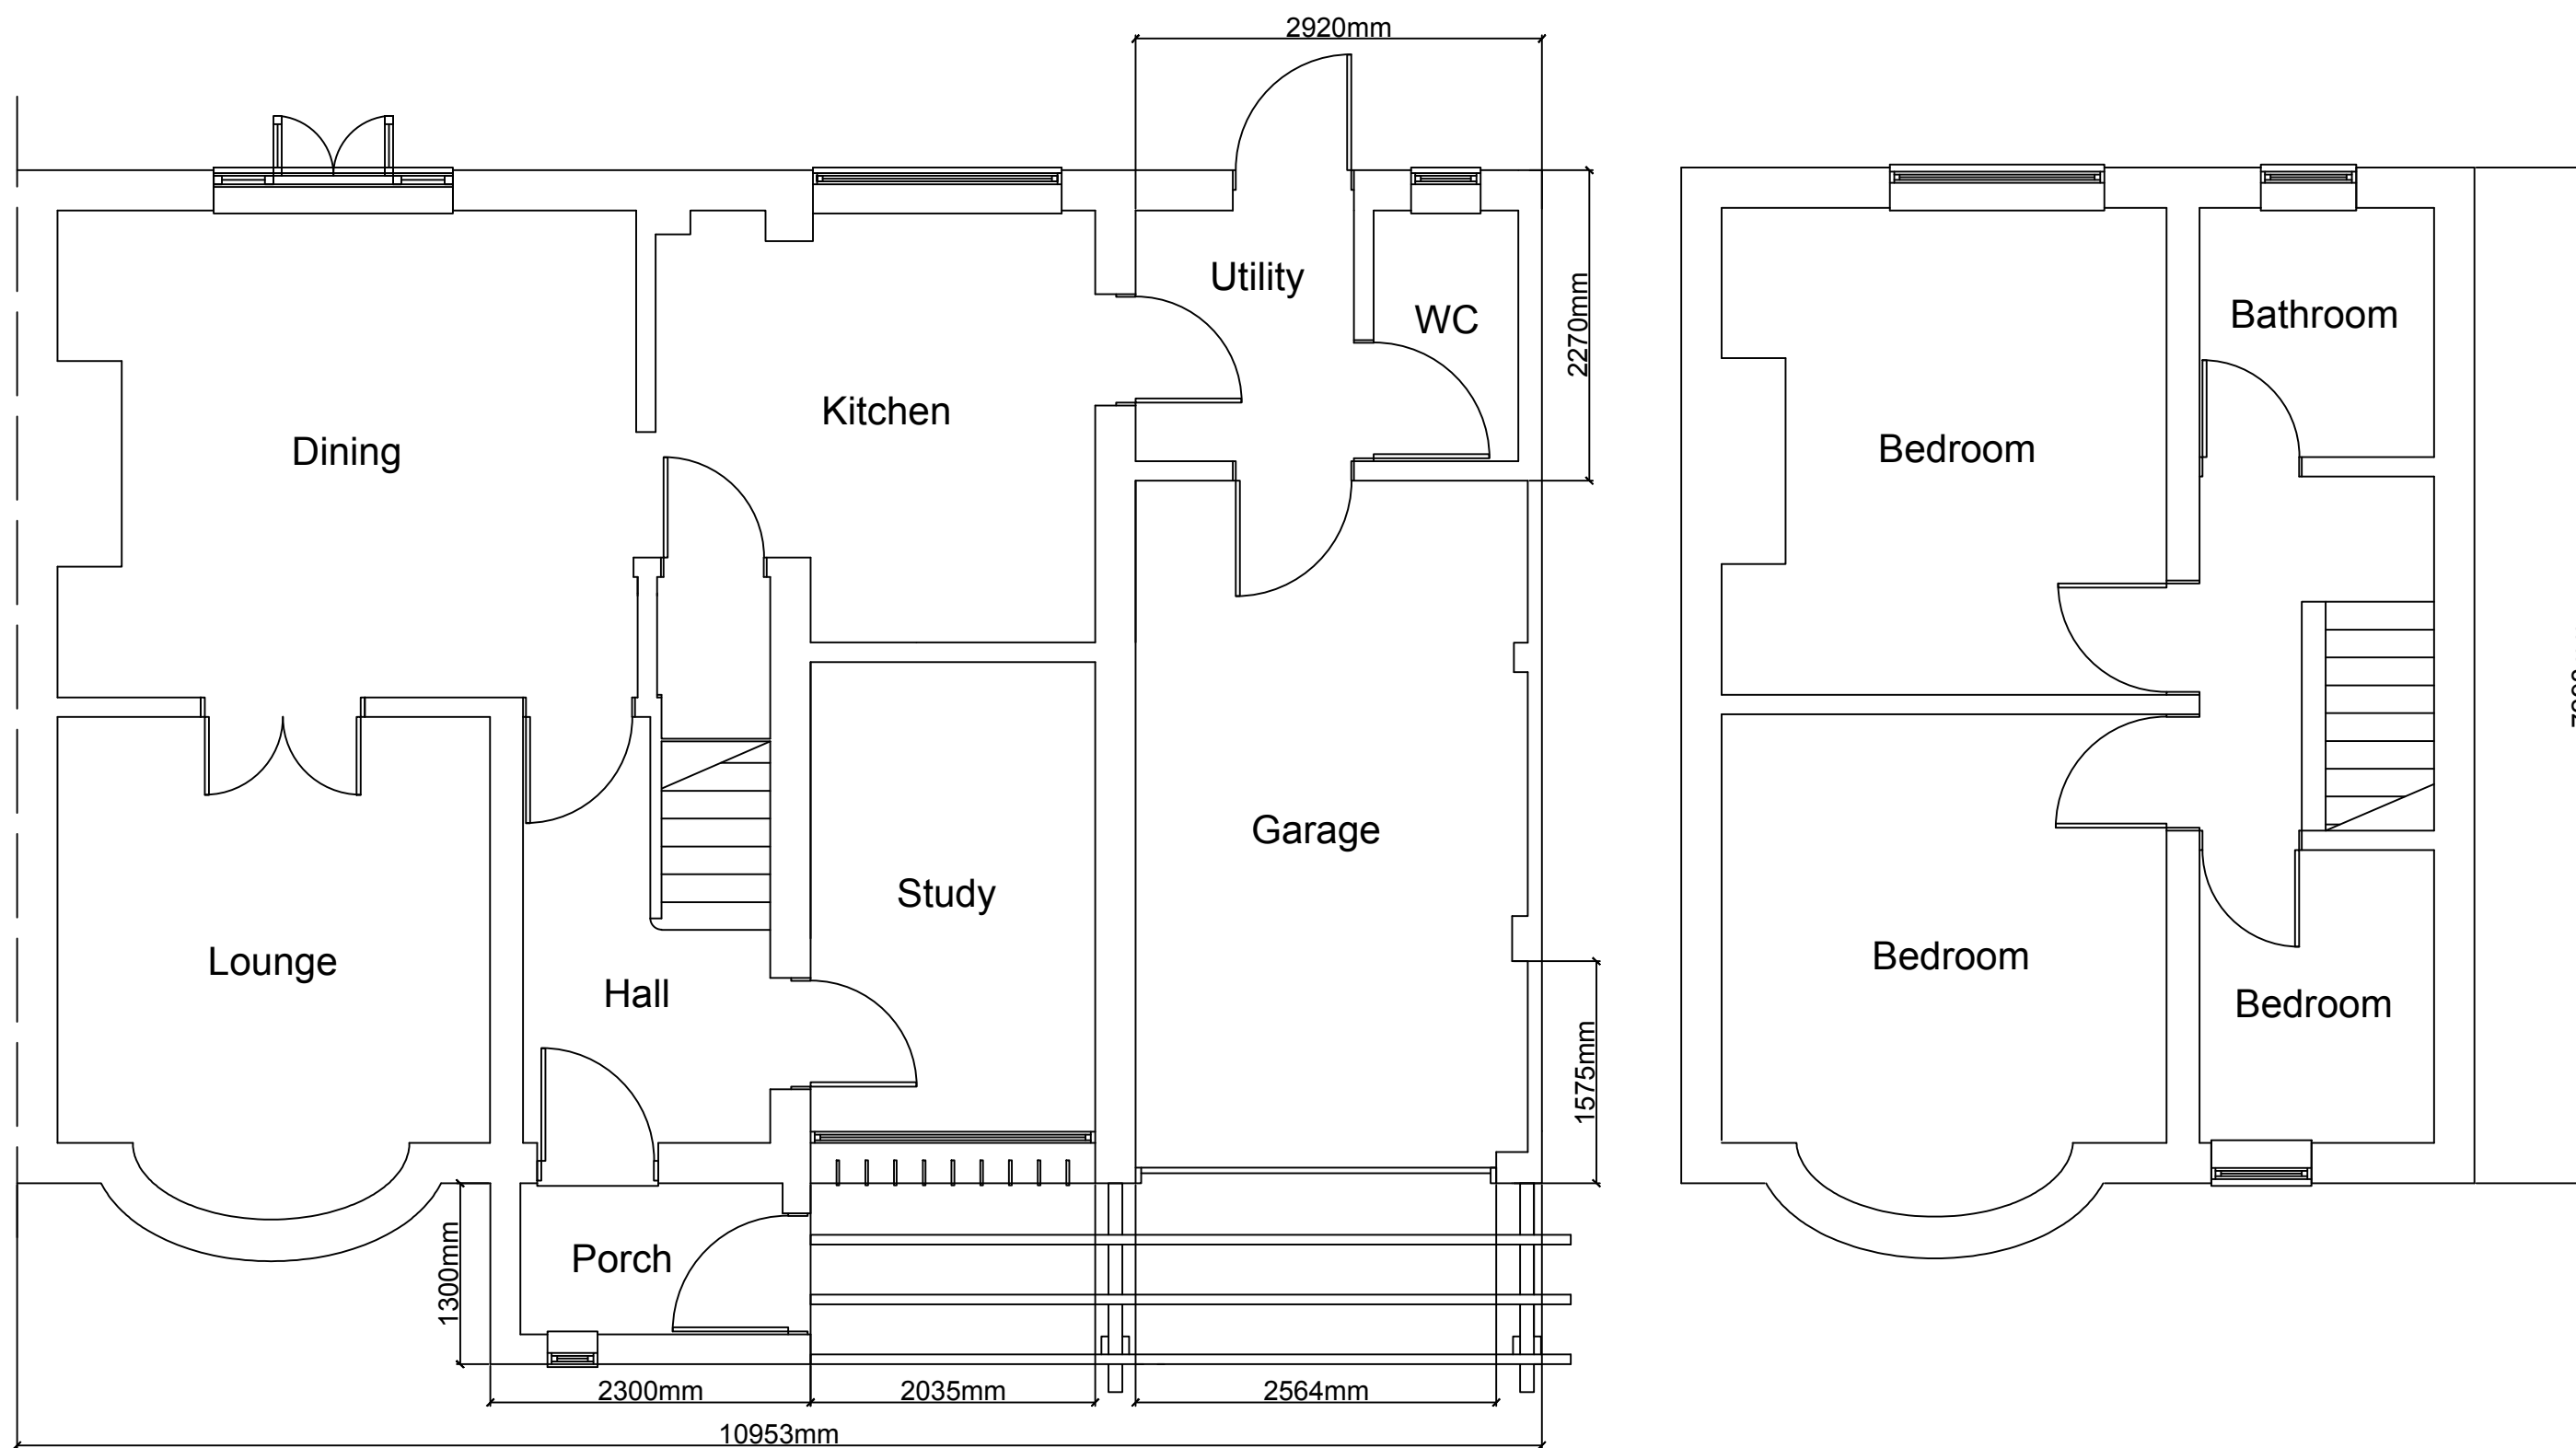 2920mm
Utility
WC
2270mm
Bathroom
Kitchen
Dining
Bedroom
Garage
Study
Lounge
Hall
Bedroom
Bedroom
1575mm
Porch
1300mm
2300mm
2035mm
2564mm
10953mm